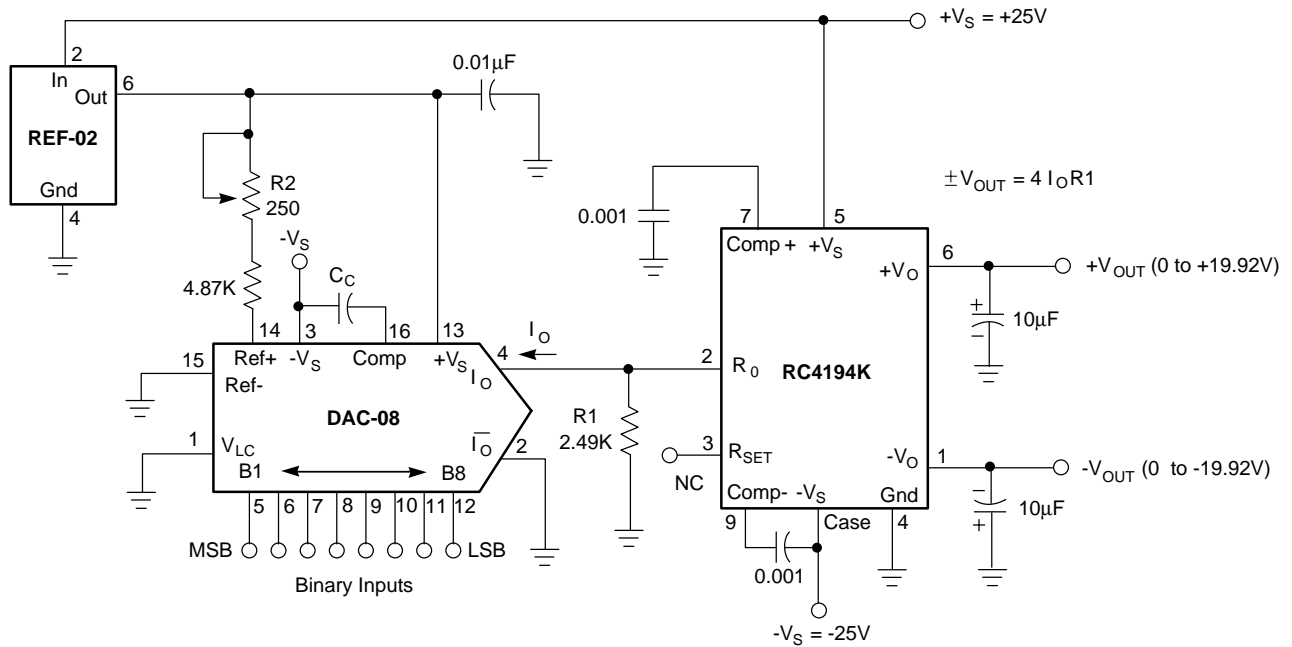 +VS = +25V
2
In
Out
6
REF-02
Gnd
4
0.01µF
R2
250
4.87K
-VS
CC
14
3
16
13
Ref+
-VS
Comp
+VS
15
Ref-
IO
4
IO
DAC-08
1
VLC
IO
2
B1
B8
5
6
7
8
9
10
11
12
MSB
LSB
Binary Inputs
R1
2.49K
0.001
±VOUT = 4 IOR1
7
5
Comp +
+VS
+VO
6
+VOUT (0 to +19.92V)
+
10µF
−
2
R0
RC4194K
3
RSET
NC
-VO
1
-VOUT (0 to -19.92V)
−
10µF
+
Comp-
-VS
Gnd
9
Case
4
0.001
-VS = -25V